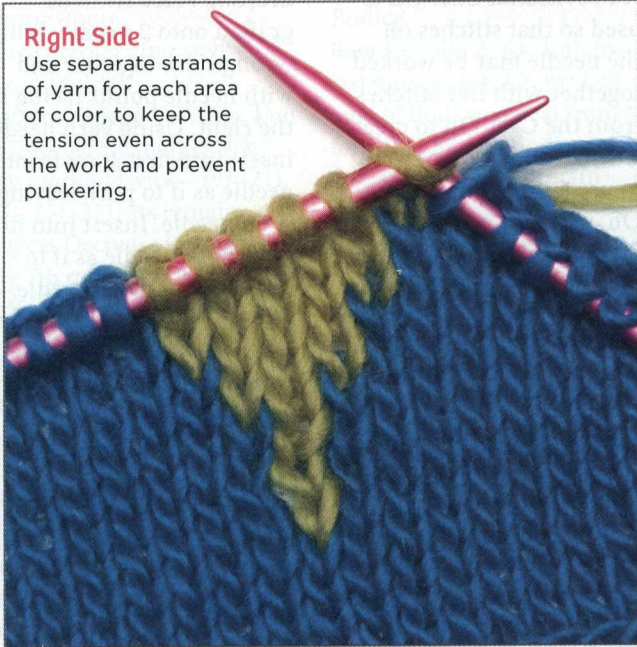 Right Side
Use separate strands
of yarn for each area
of color, to keep the
tension even across
the work and prevent
puckering.